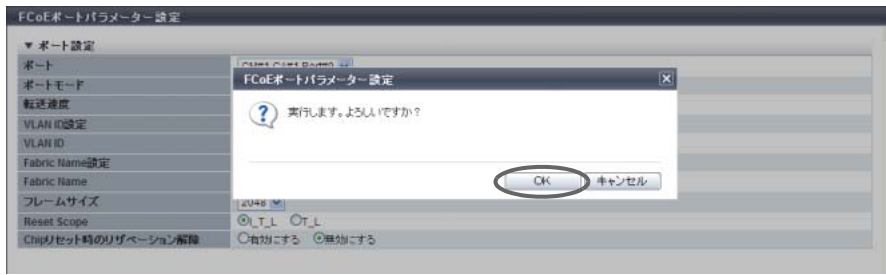 FCoEポートパラメーター設定
▼ ポート設定
ポート
ポートモード
転送速度
VLAN ID設定
VLAN ID
Fabric Name設定
Fabric Name
フレームサイズ 2048
Reset Scope I_T_L T_L
Chipリセット時のリザベーション解除 有効にする 無効にする
FCoEポートパラメーター設定
実行します。よろしいですか?
OK キャンセル